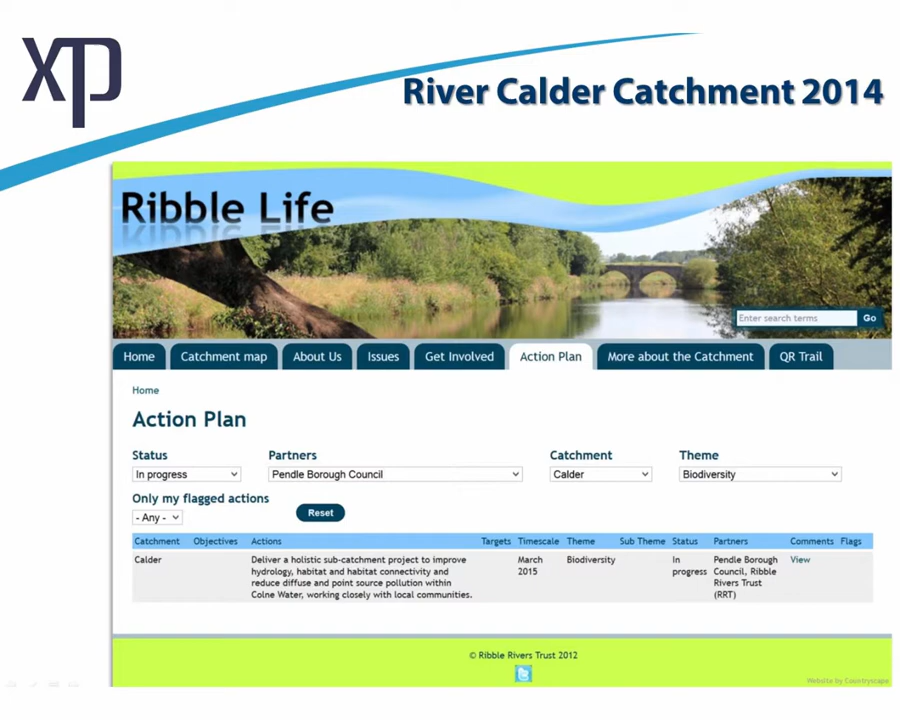 xp
River Calder Catchment 2014
Ribble Life
Enter search terms Go
Home Catchment map About Us Issues Get Involved Action Plan More about the Catchment QR Trail
Home
Action Plan
Status Partners Catchment Theme
In progress Pendle Borough Council Calder Biodiversity
Only my flagged actions
- Any - Reset
Catchment Objectives Actions Targets Timescale Theme Sub Theme Status Partners Comments Flags
Calder Deliver a holistic sub-catchment project to improve March Biodiversity In Pendle Borough View
hydrology, habitat and habitat connectivity and 2015 progress Council, Ribble
reduce diffuse and point source pollution within Rivers Trust
Colne Water, working closely with local communities. (RRT)
© Ribble Rivers Trust 2012
Website by Countryscape